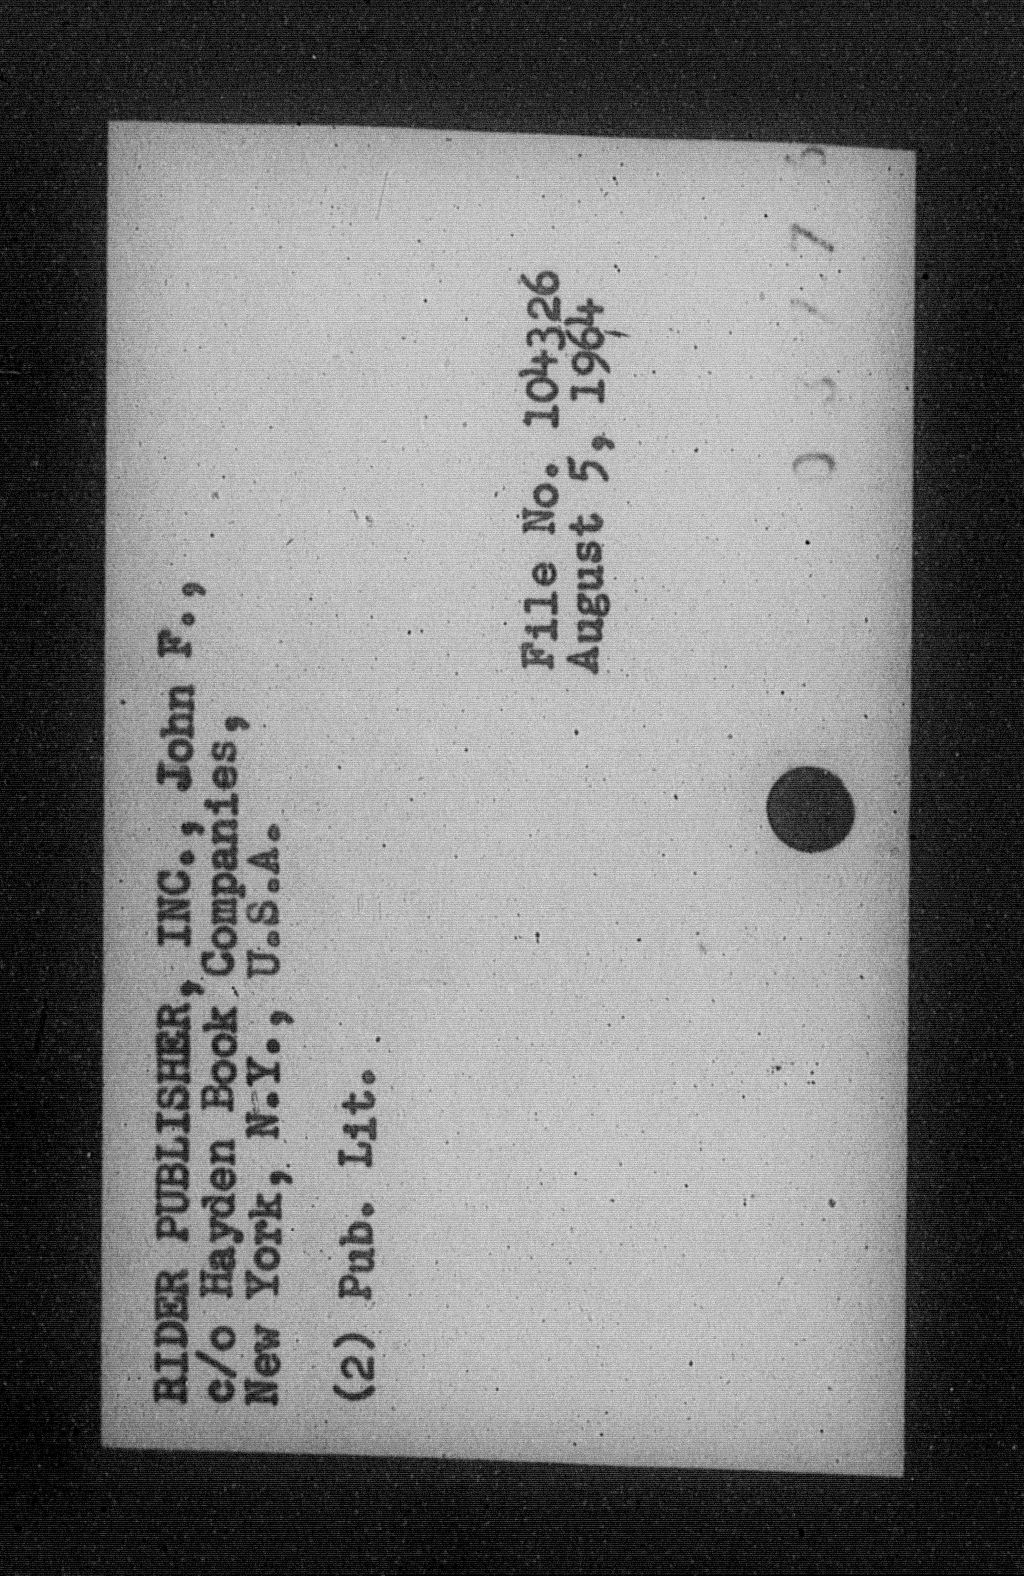 RIDER PUBLISHER, INC., John F.,
c/o Hayden Book Companies,
New York, N.Y., U.S.A.
(2) Pub. Lit.
File No. 104326
August 5, 1964